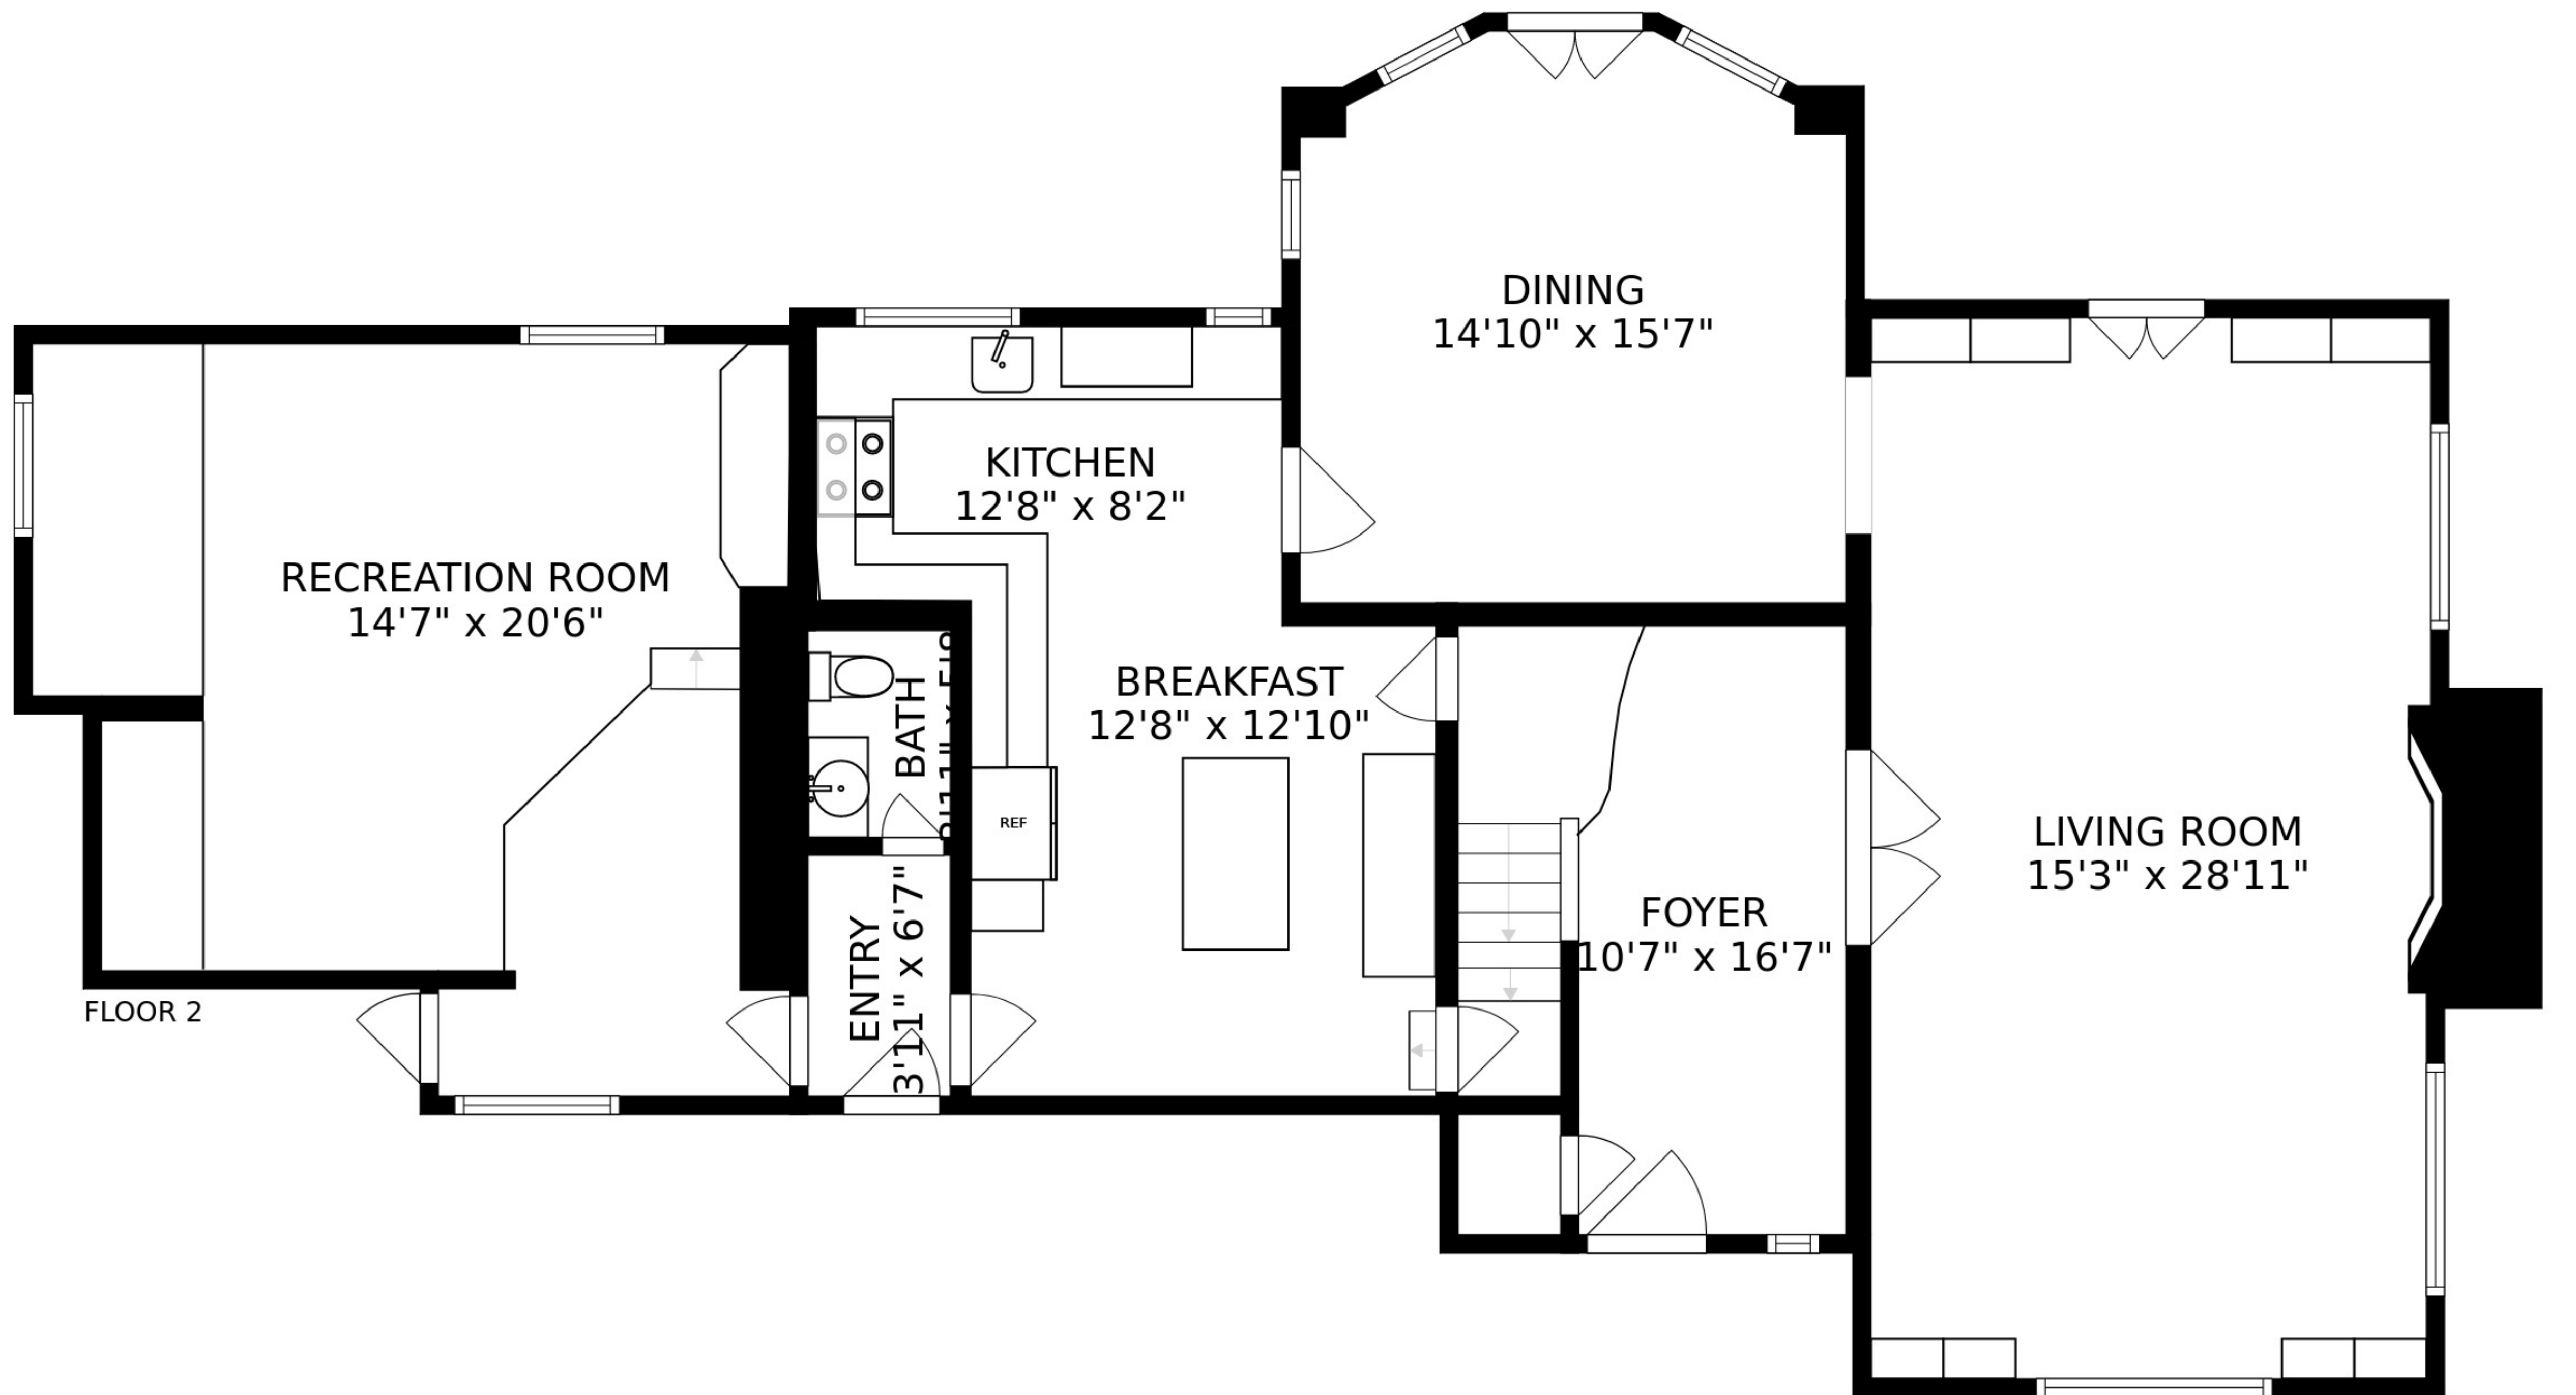 DINING
14'10" x 15'7"
KITCHEN
12'8" x 8'2"
RECREATION ROOM
14'7" x 20'6"
BREAKFAST
12'8" x 12'10"
BATH
REF
LIVING ROOM
15'3" x 28'11"
FOYER
10'7" x 16'7"
ENTRY
3'11" x 6'7"
FLOOR 2